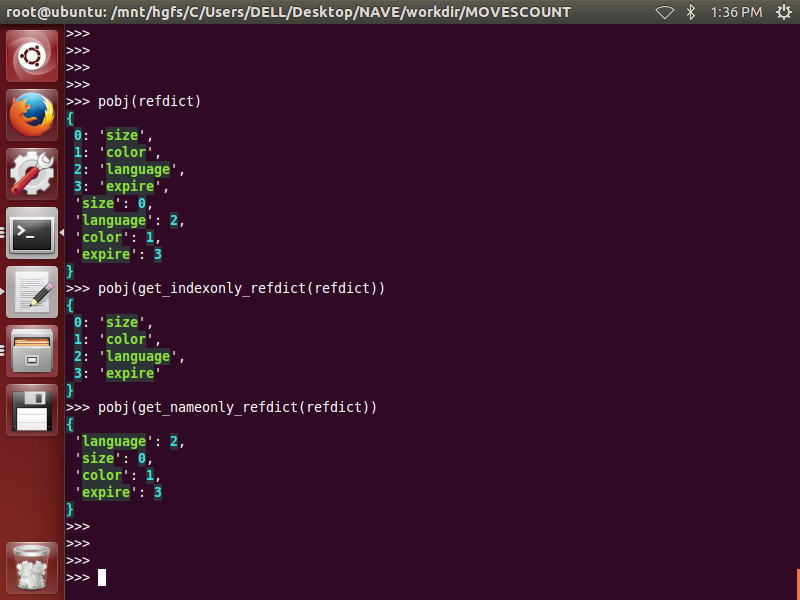 root@ubuntu: /mnt/hgfs/C/Users/DELL/Desktop/NAVE/workdir/MOVESCOUNT 1:36 PM
>>>
>>>
>>>
>>>
>>> pobj(refdict)
{
0: 'size',
1: 'color',
2: 'language',
3: 'expire',
'size': 0,
'language': 2,
'color': 1,
'expire': 3
}
>>> pobj(get_indexonly_refdict(refdict))
{
0: 'size',
1: 'color',
2: 'language',
3: 'expire'
}
>>> pobj(get_nameonly_refdict(refdict))
{
'language': 2,
'size': 0,
'color': 1,
'expire': 3
}
>>>
>>>
>>>
>>>